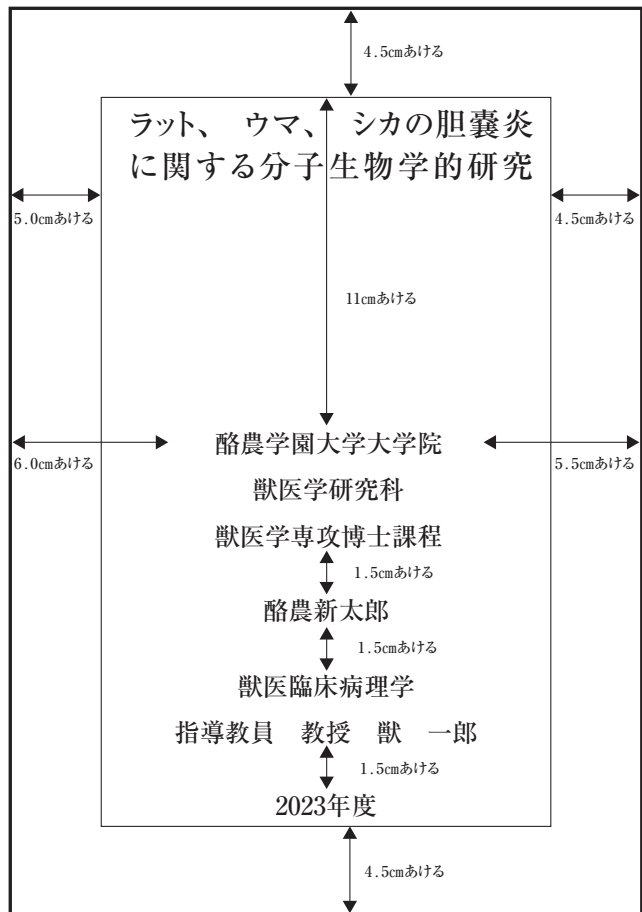 4.5cmあける
ラット、　ウマ、　シカの胆嚢炎
に関する分子生物学的研究
5.0cmあける
4.5cmあける
11cmあける
酪農学園大学大学院
6.0cmあける
5.5cmあける
獣医学研究科
獣医学専攻博士課程
1.5cmあける
酪農新太郎
1.5cmあける
獣医臨床病理学
指導教員　教授　獣　一郎
1.5cmあける
2023年度
4.5cmあける